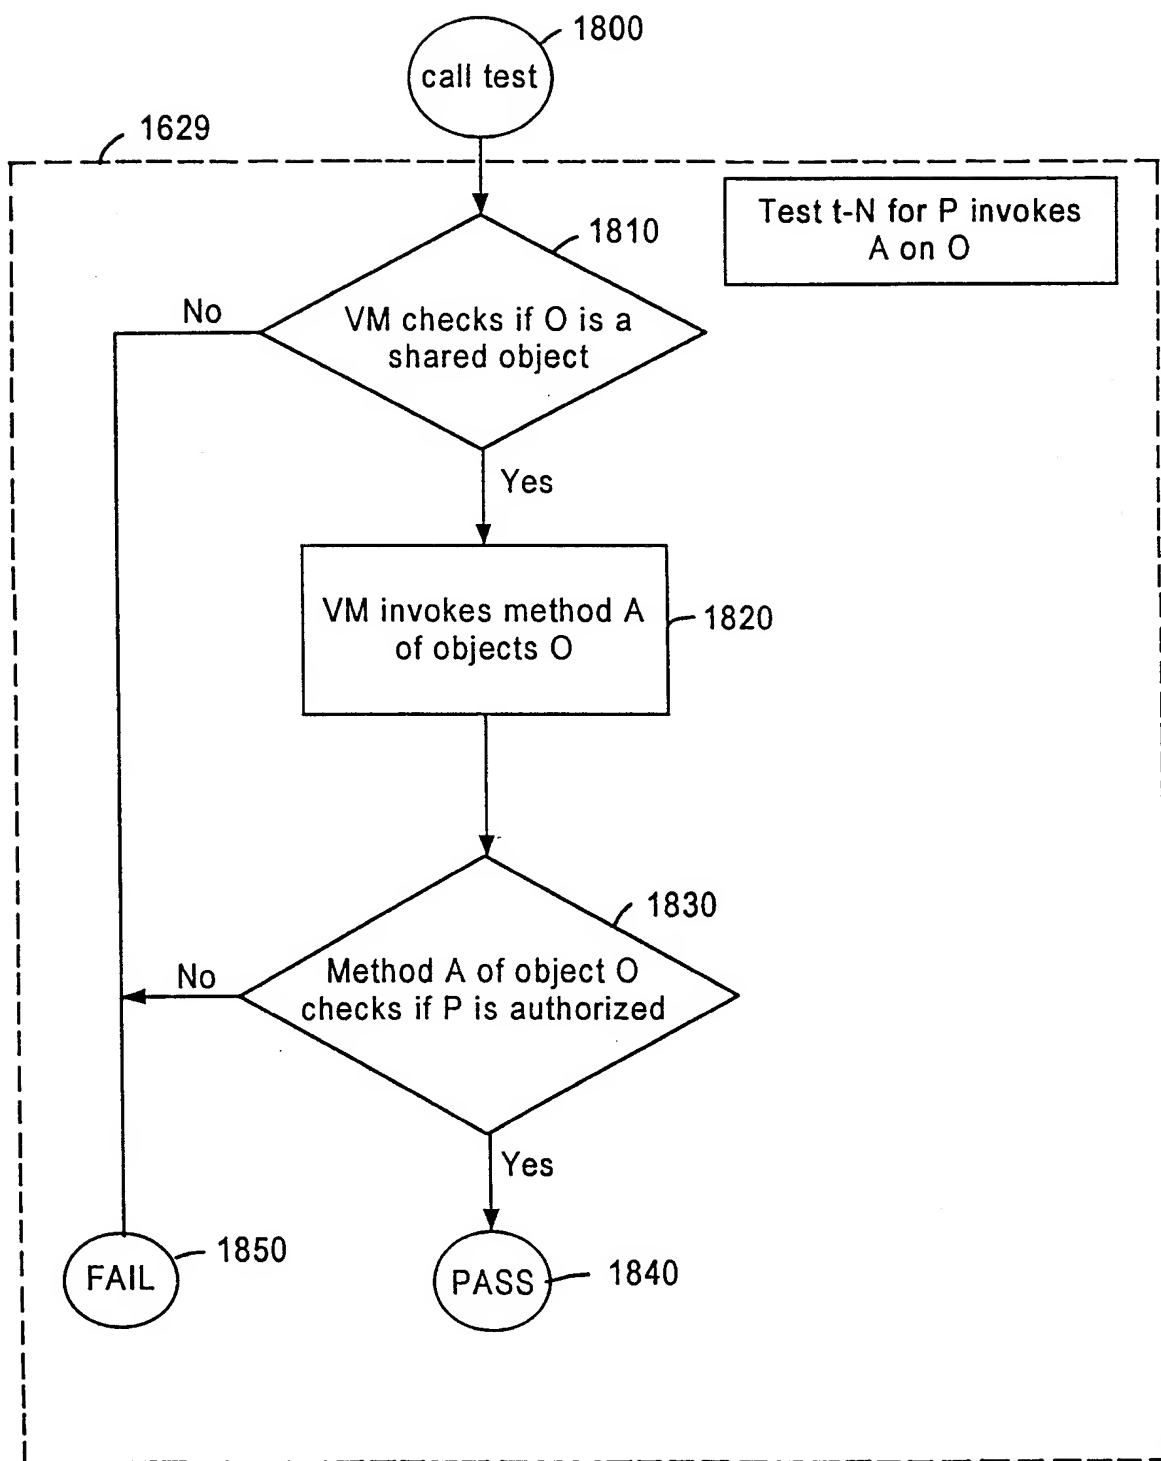 1800
call test
1629
Test t-N for P invokes
A on O
1810
No
VM checks if O is a
shared object
Yes
VM invokes method A
of objects O
1820
1830
No
Method A of object O
checks if P is authorized
Yes
1850
FAIL
1840
PASS